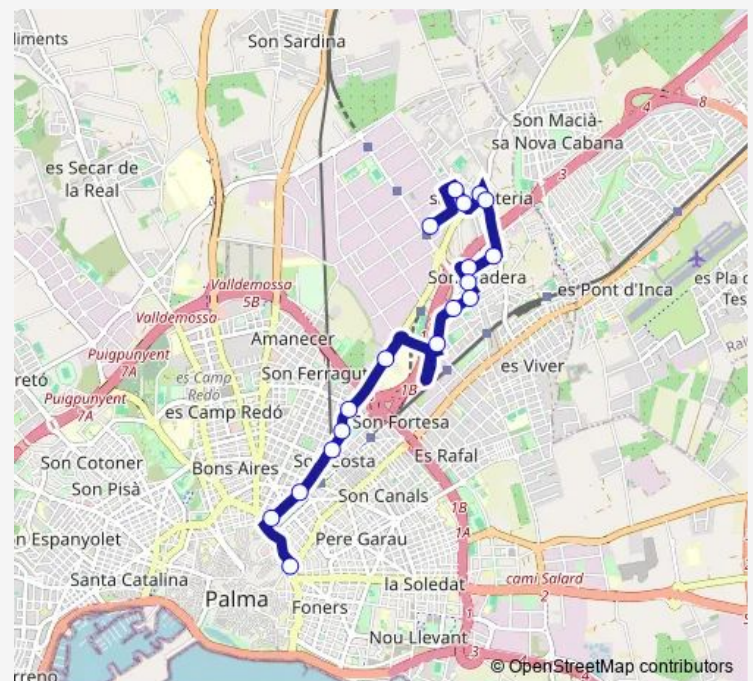 liments
Son Sardina
Son Macià-
sa Nova Cabana
4
8
3
es Secar de
la Real
Valldemossa
5B
Valldemossa
Puigpunyent
7A
Amanecer
es Pont d'Inca
es Pla d
Tes
retó
Puigpunyent
7A
es Camp
Redó
es Camp Redó
Son Ferragut
1B
es Viver
Son Fortesa
Es Rafal
Son Cotoner
Bons Aires
Son Pisà
Son Canals
1B
1A
n Espanyolet
Pere Garau
Santa Catalina
la Soledat
camí Salard
2
Palma
Foners
Nou Llevant
3
rreno
© OpenStreetMap contributors